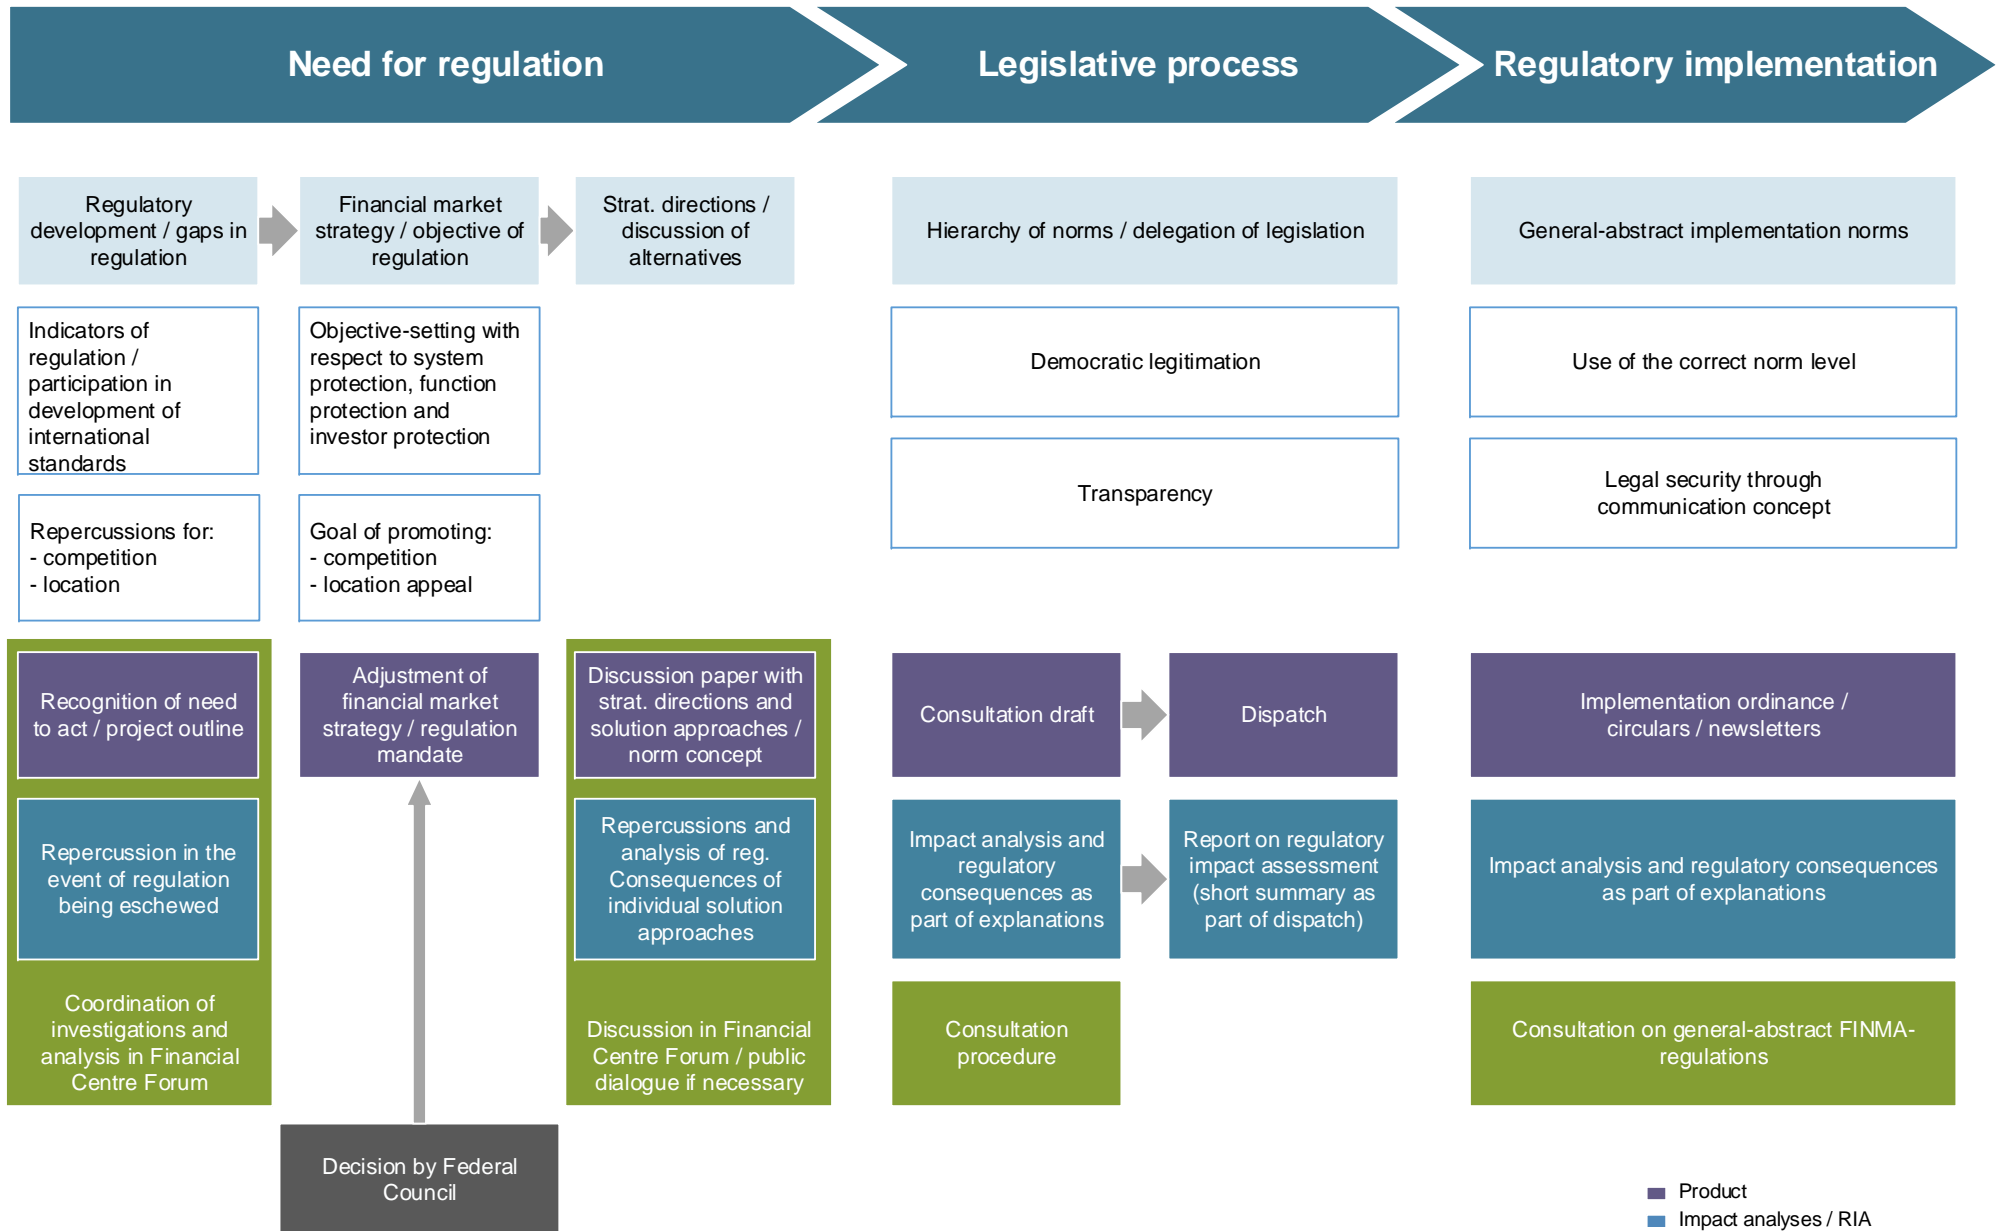 Need for regulation
Legislative process
Regulatory implementation
Regulatory
development / gaps in
regulation
Financial market
strategy / objective of
regulation
Strat. directions /
discussion of
alternatives
Hierarchy of norms / delegation of legislation
General-abstract implementation norms
Indicators of
regulation /
participation in
development of
international
standards
Objective-setting with
respect to system
protection, function
protection and
investor protection
Democratic legitimation
Use of the correct norm level
Transparency
Legal security through
communication concept
Repercussions for:
- competition
- location
Goal of promoting:
- competition
- location appeal
Recognition of need
to act / project outline
Adjustment of
financial market
strategy / regulation
mandate
Discussion paper with
strat. directions and
solution approaches /
norm concept
Consultation draft
Dispatch
Implementation ordinance /
circulars / newsletters
Repercussion in the
event of regulation
being eschewed
Repercussions and
analysis of reg.
Consequences of
individual solution
approaches
Impact analysis and
regulatory
consequences as
part of explanations
Report on regulatory
impact assessment
(short summary as
part of dispatch)
Impact analysis and regulatory consequences
as part of explanations
Coordination of
investigations and
analysis in Financial
Centre Forum
Discussion in Financial
Centre Forum / public
dialogue if necessary
Consultation
procedure
Consultation on general-abstract FINMA-
regulations
Decision by Federal
Council
Product
Impact analyses / RIA